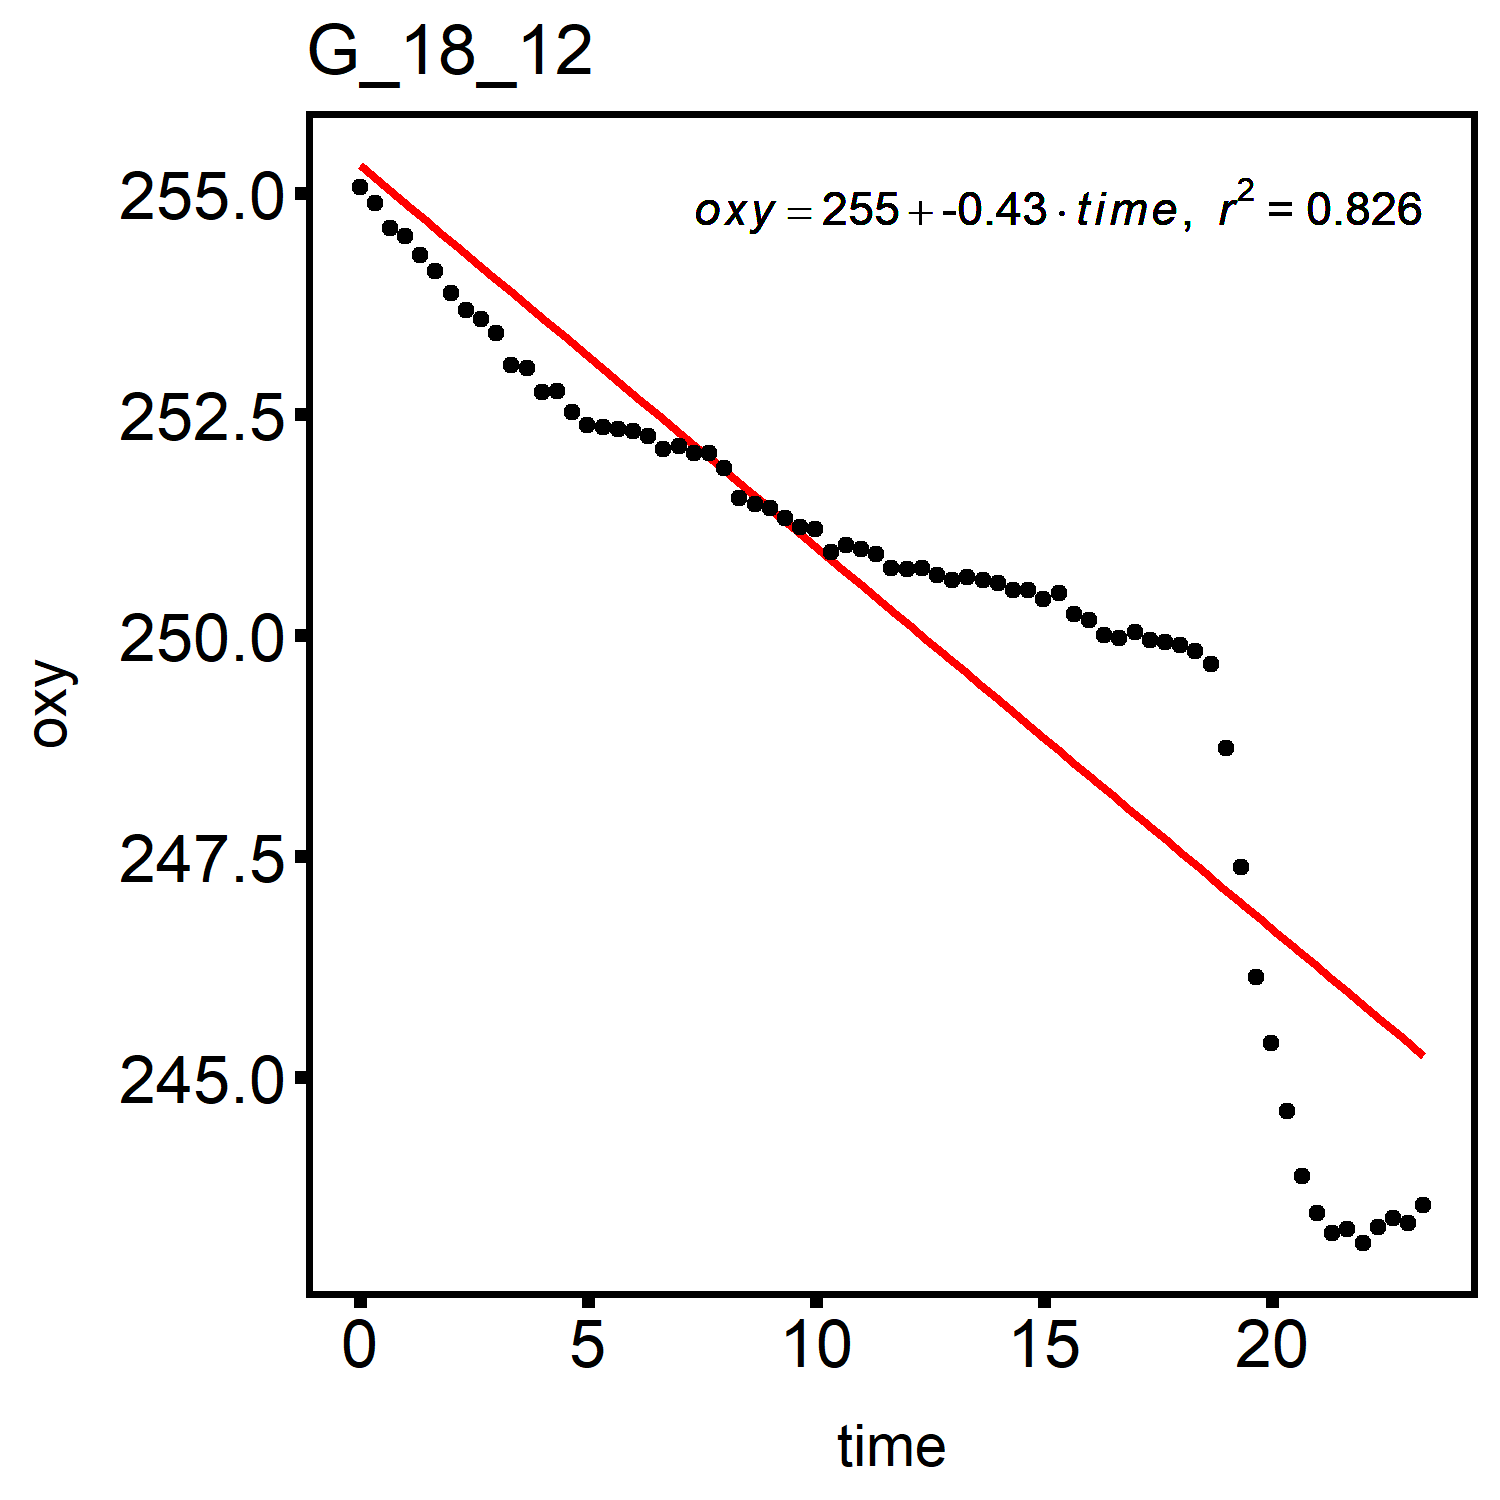 G_18_12
oxy = 255 + -0.43 · time, r² = 0.826
255.0
252.5
250.0
247.5
245.0
oxy
0 5 10 15 20
time